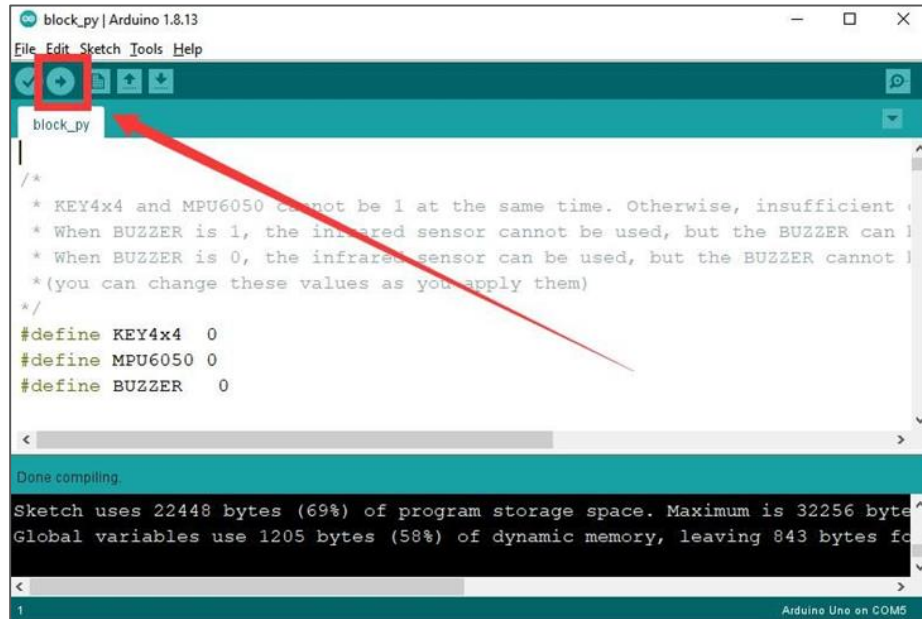 block_py | Arduino 1.8.13
File Edit Sketch Tools Help
block_py
/*
* KEY4x4 and MPU6050 cannot be 1 at the same time. Otherwise, insufficient
* When BUZZER is 1, the infrared sensor cannot be used, but the BUZZER can
* When BUZZER is 0, the infrared sensor can be used, but the BUZZER cannot
*(you can change these values as you apply them)
*/
#define KEY4x4 0
#define MPU6050 0
#define BUZZER 0
Done compiling.
Sketch uses 22448 bytes (69%) of program storage space. Maximum is 32256 byte
Global variables use 1205 bytes (58%) of dynamic memory, leaving 843 bytes fo
1
Arduino Uno on COM5